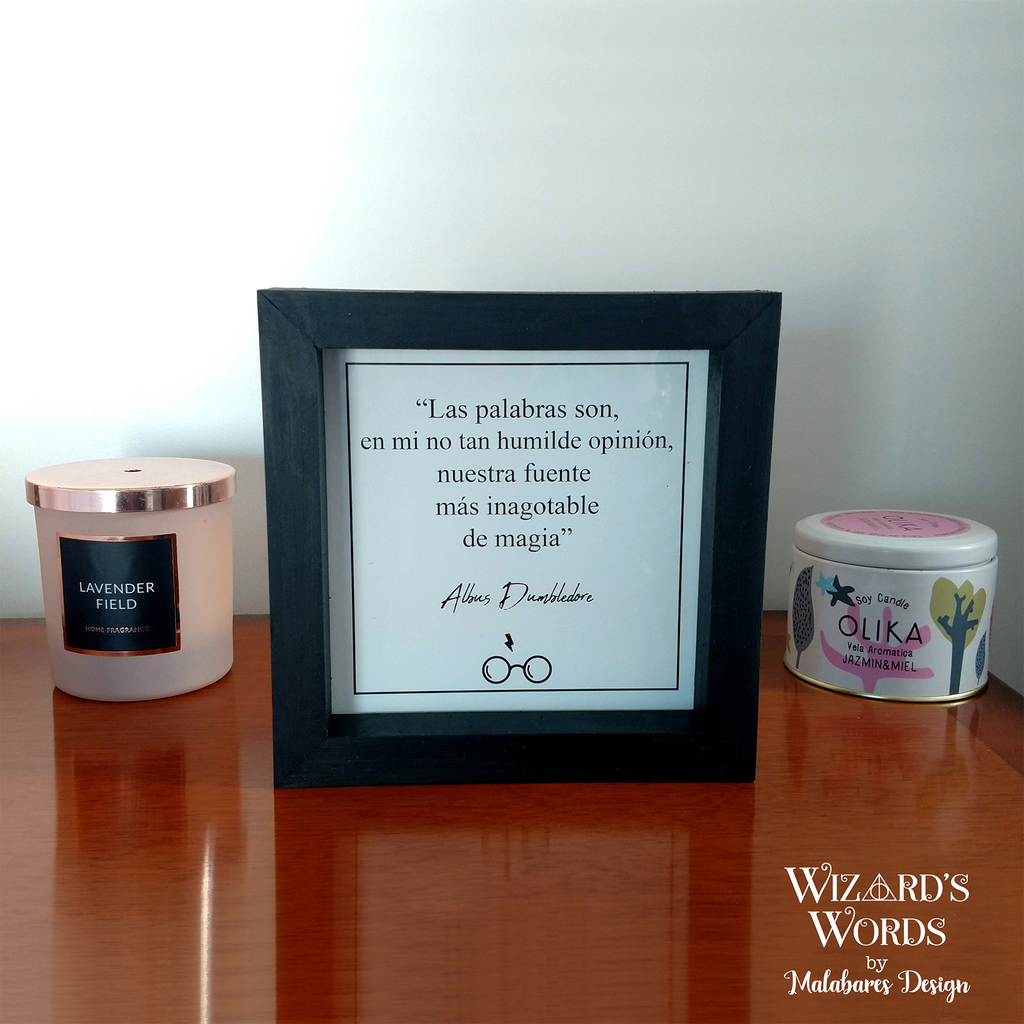 “Las palabras son,
en mi no tan humilde opinión,
nuestra fuente
más inagotable
de magia”
Albus Dumbledore
LAVENDER
FIELD
HOME FRAGRANCE
OLIKA
Soy Candle
OLIKA
Vela Aromatica
JAZMIN&MIEL
WIZARD'S
WORDS
by
Malabares Design